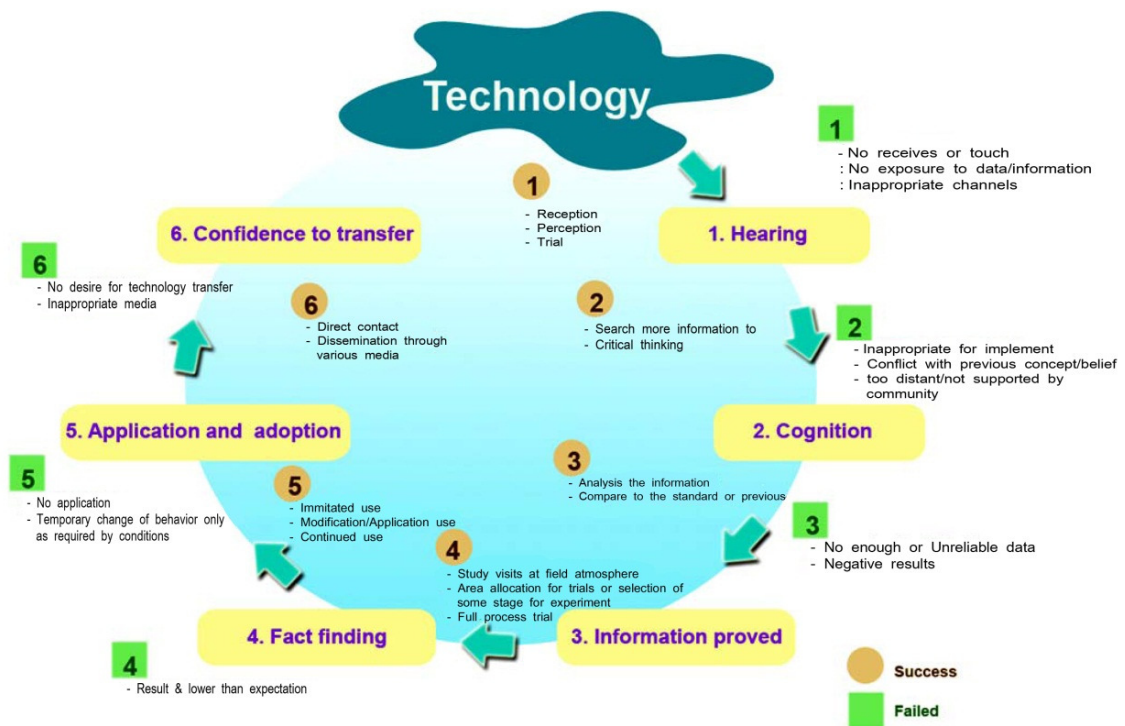 Technology
1
- No receives or touch
: No exposure to data/information
: Inappropriate channels
1
- Reception
- Perception
- Trial
1. Hearing
6. Confidence to transfer
6
- No desire for technology transfer
- Inappropriate media
6
- Direct contact
- Dissemination through
various media
2
- Search more information to
- Critical thinking
2
- Inappropriate for implement
- Conflict with previous concept/belief
- too distant/not supported by
community
5. Application and adoption
2. Cognition
5
- No application
- Temporary change of behavior only
as required by conditions
5
- Immitated use
- Modification/Application use
- Continued use
3
- Analysis the information
- Compare to the standard or previous
3
- No enough or Unreliable data
- Negative results
4
- Study visits at field atmosphere
- Area allocation for trials or selection of
some stage for experiment
- Full process trial
4. Fact finding
3. Information proved
4
- Result & lower than expectation
Success
Failed